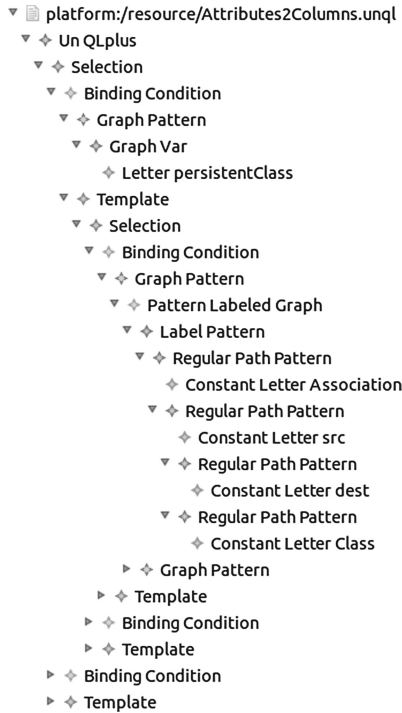 platform:/resource/Attributes2Columns.unql
Un QLplus
Selection
Binding Condition
Graph Pattern
Graph Var
Letter persistentClass
Template
Selection
Binding Condition
Graph Pattern
Pattern Labeled Graph
Label Pattern
Regular Path Pattern
Constant Letter Association
Regular Path Pattern
Constant Letter src
Regular Path Pattern
Constant Letter dest
Regular Path Pattern
Constant Letter Class
Graph Pattern
Template
Binding Condition
Template
Binding Condition
Template